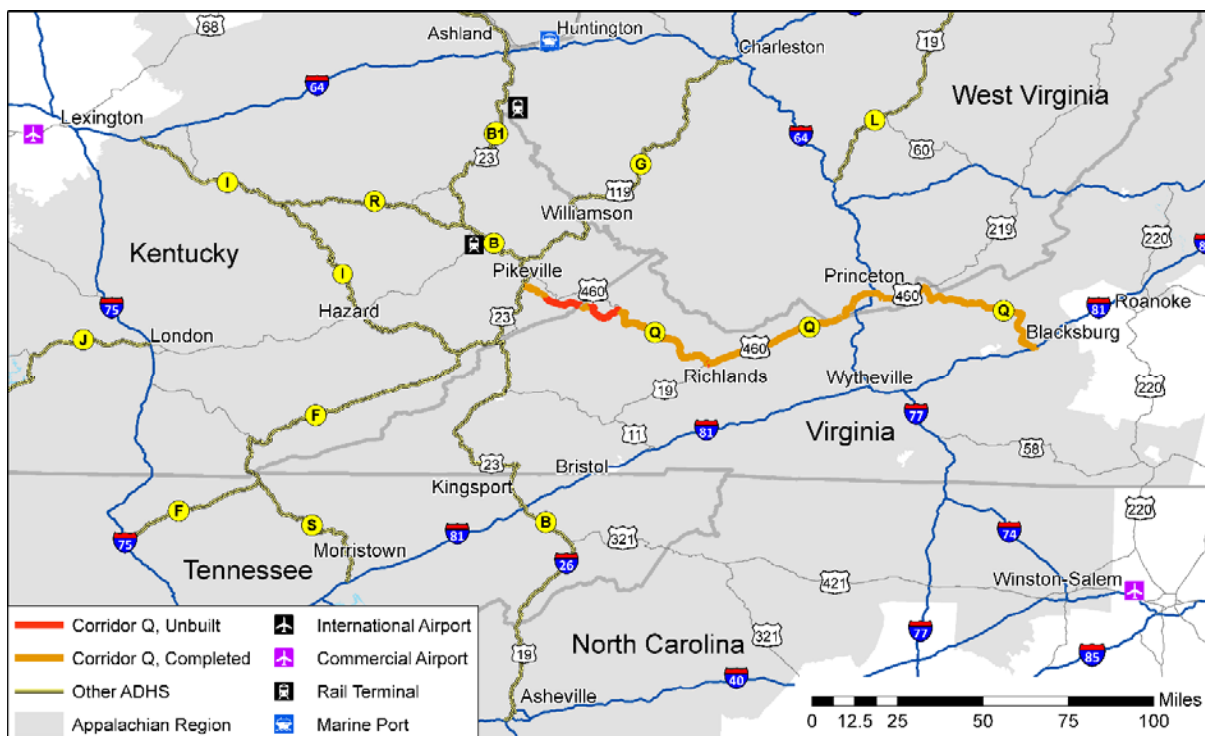 Ashland
Huntington
Charleston
68
19
64
Lexington
West Virginia
B1
L
64
23
60
I
R
G
119
Williamson
219
220
Kentucky
B
Pikeville
I
460
Princeton
460
75
Hazard
23
Q
Q
Q
81
Roanoke
J
London
460
Blacksburg
Richlands
19
Wytheville
220
F
11
81
77
Virginia
58
23
Bristol
Kingsport
F
S
B
321
220
75
Morristown
81
74
Tennessee
26
421
Winston-Salem
North Carolina
321
77
85
19
40
Asheville
Corridor Q, Unbuilt
Corridor Q, Completed
Other ADHS
Appalachian Region
International Airport
Commercial Airport
Rail Terminal
Marine Port
Miles
0 12.5 25 50 75 100